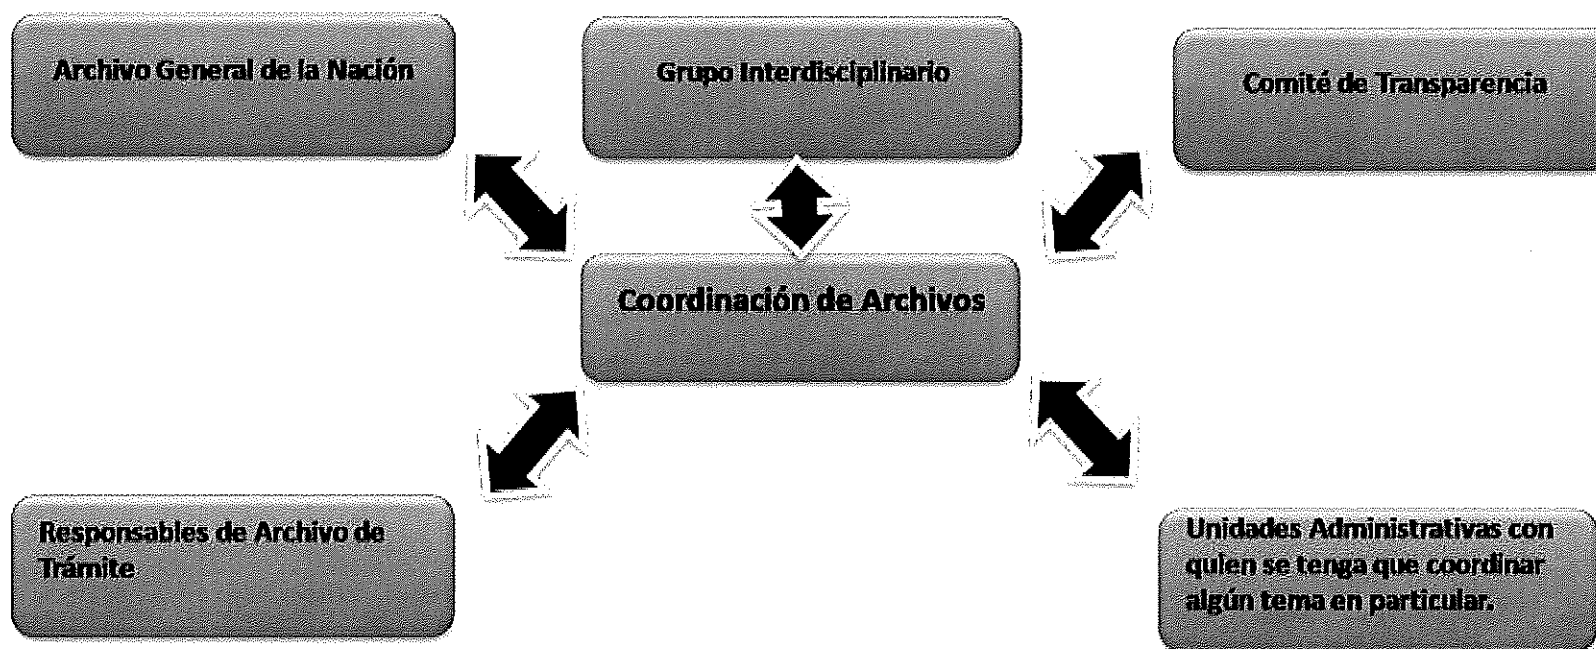 Archivo General de la Nación
Grupo Interdisciplinario
Comité de Transparencia
Coordinación de Archivos
Responsables de Archivo de
Trámite
Unidades Administrativas con
quien se tenga que coordinar
algún tema en particular.